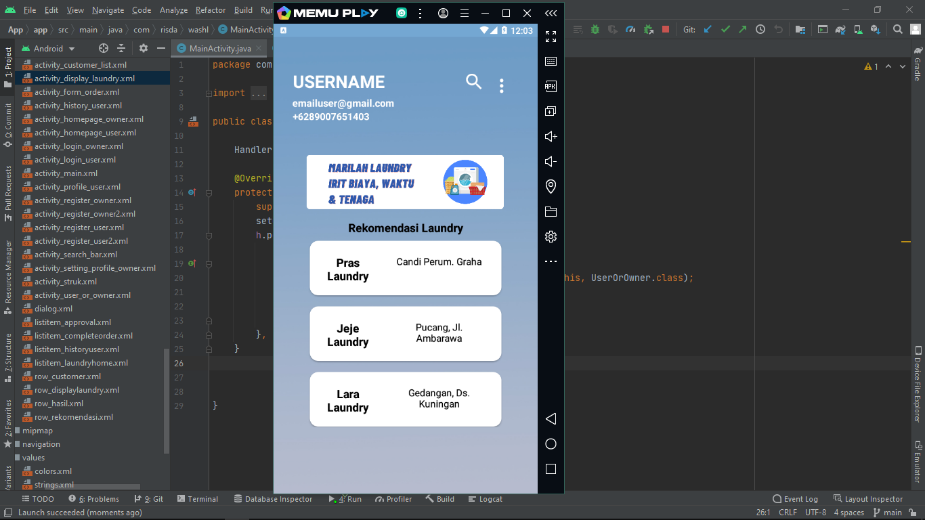 File Edit View Navigate Code Analyze Refactor Build Run
MEMU PLAY
App app src main java com risda washl MainActivity
Git:
Android
MainActivity.java
12:03
activity_customer_list.xml
activity_display_laundry.xml
activity_form_order.xml
activity_history_user.xml
activity_homepage_owner.xml
activity_homepage_user.xml
activity_login_owner.xml
activity_login_user.xml
activity_main.xml
activity_profile_user.xml
activity_register_owner.xml
activity_register_owner2.xml
activity_register_user.xml
activity_register_user2.xml
activity_search_bar.xml
activity_setting_profile_owner.xml
activity_struk.xml
activity_user_or_owner.xml
dialog.xml
listitem_approval.xml
listitem_completeorder.xml
listitem_historyuser.xml
listitem_laundryhome.xml
row_customer.xml
row_displaylaundry.xml
row_hasil.xml
row_rekomendasi.xml
mipmap
navigation
values
colors.xml
strings.xml
1: Project
0: Commit
Pull Requests
Resource Manager
7: Structure
2: Favorites
Variants
1 package com
2
3 import ...
9 public class
10
11 Handler
12
13 @Overri
14 protect
15 sup
16 set
17 h.p
18
19
20 this, UserOrOwner.class);
21
22
23
24 },
25 }
26
27
28
29 }
USERNAME
emailuser@gmail.com
+6289007651403
MARILAH LAUNDRY
IRIT BIAYA, WAKTU
& TENAGA
Rekomendasi Laundry
Pras
Laundry
Candi Perum. Graha
Jeje
Laundry
Pucang, Jl.
Ambarawa
Lara
Laundry
Gedangan, Ds.
Kuningan
APK
1
Gradle
Device File Explorer
Emulator
TODO 6: Problems 9: Git Terminal Database Inspector 4: Run Profiler Build Logcat Event Log Layout Inspector
Launch succeeded (moments ago) 26:1 CRLF UTF-8 4 spaces main